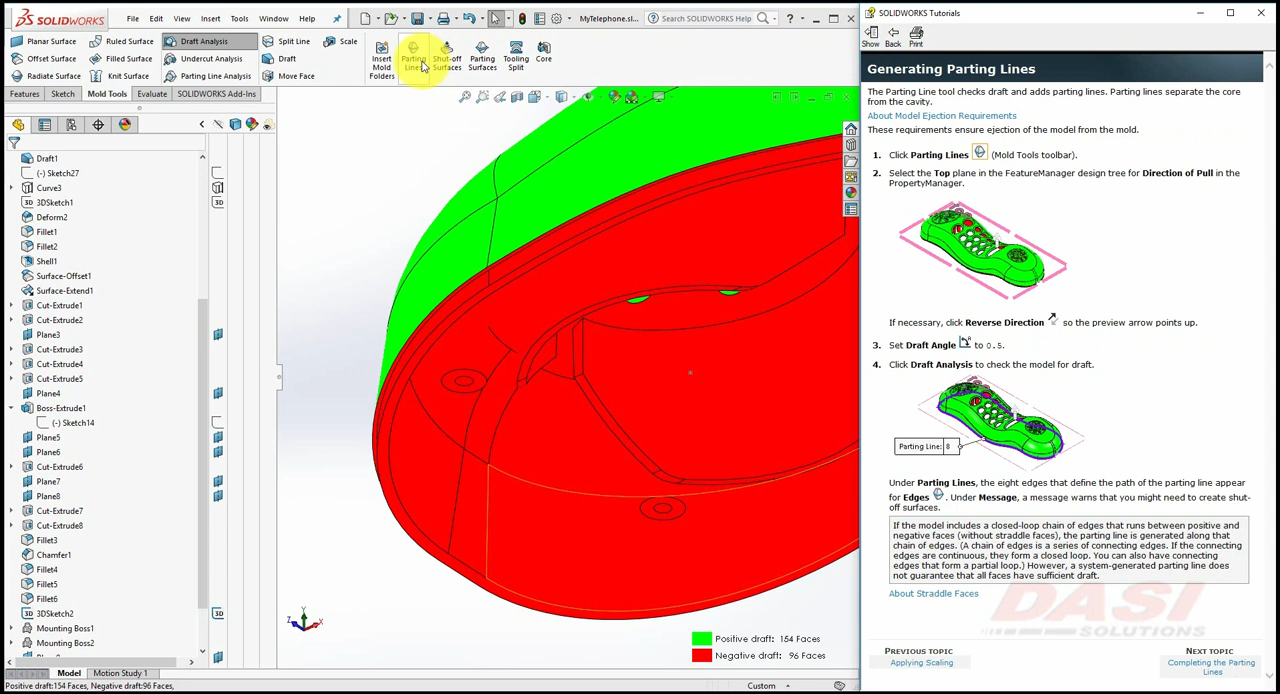 SOLIDWORKS
File
Edit
View
Insert
Tools
Window
Help
MyTelephone.sl...
Search SOLIDWORKS Help
SOLIDWORKS Tutorials
Planar Surface
Ruled Surface
Draft Analysis
Split Line
Scale
Offset Surface
Filled Surface
Undercut Analysis
Draft
Radiate Surface
Knit Surface
Parting Line Analysis
Move Face
Insert Mold Folders
Parting Lines
Shut-off Surfaces
Parting Surfaces
Tooling Split
Core
Features
Sketch
Mold Tools
Evaluate
SOLIDWORKS Add-Ins
Draft1
(-) Sketch27
Curve3
3DSketch1
Deform2
Fillet1
Fillet2
Shell1
Surface-Offset1
Surface-Extend1
Cut-Extrude1
Cut-Extrude2
Plane3
Cut-Extrude3
Cut-Extrude4
Cut-Extrude5
Plane4
Boss-Extrude1
(-) Sketch14
Plane5
Plane6
Cut-Extrude6
Plane7
Plane8
Cut-Extrude7
Cut-Extrude8
Fillet3
Chamfer1
Fillet4
Fillet5
Fillet6
3DSketch2
Mounting Boss1
Mounting Boss2
Positive draft: 154 Faces
Negative draft: 96 Faces
Model
Motion Study 1
Positive draft:154 Faces, Negative draft:96 Faces,
Custom
Show
Back
Print
Generating Parting Lines
The Parting Line tool checks draft and adds parting lines. Parting lines separate the core
from the cavity.
About Model Ejection Requirements
These requirements ensure ejection of the model from the mold.
1. Click Parting Lines (Mold Tools toolbar).
2. Select the Top plane in the FeatureManager design tree for Direction of Pull in the
PropertyManager.
If necessary, click Reverse Direction so the preview arrow points up.
3. Set Draft Angle to 0.5.
4. Click Draft Analysis to check the model for draft.
Parting Line: 8
Under Parting Lines, the eight edges that define the path of the parting line appear
for Edges . Under Message, a message warns that you might need to create shut-
off surfaces.
If the model includes a closed-loop chain of edges that runs between positive and
negative faces (without straddle faces), the parting line is generated along that
chain of edges. (A chain of edges is a series of connecting edges. If the connecting
edges are continuous, they form a closed loop. You can also have connecting
edges that form a partial loop.) However, a system-generated parting line does
not guarantee that all faces have sufficient draft.
About Straddle Faces
DASI
SOLUTIONS
PREVIOUS TOPIC
Applying Scaling
NEXT TOPIC
Completing the Parting
Lines